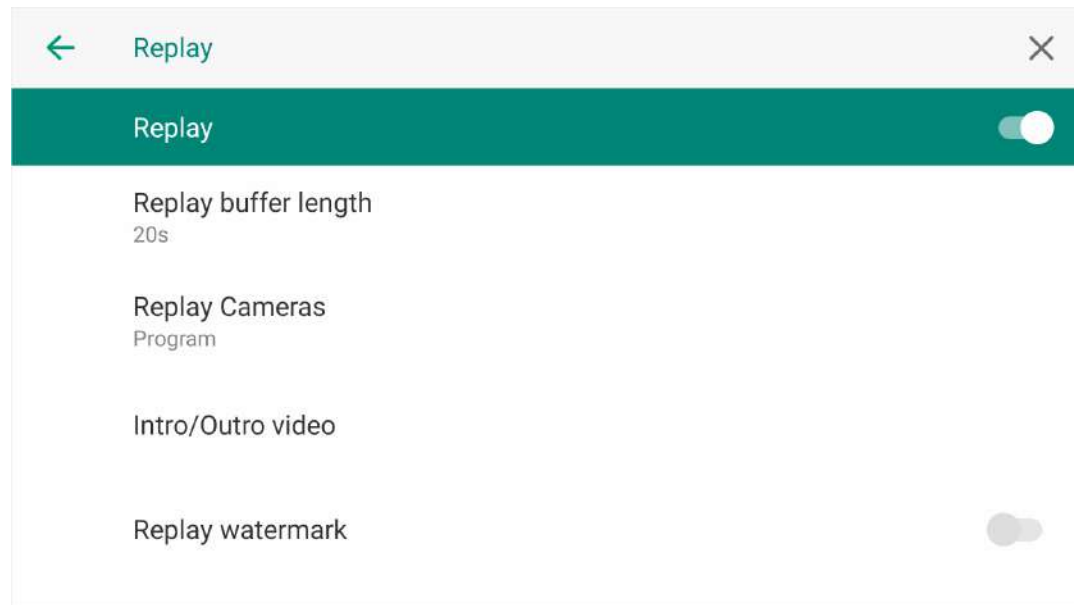 Replay
Replay
Replay buffer length
20s
Replay Cameras
Program
Intro/Outro video
Replay watermark